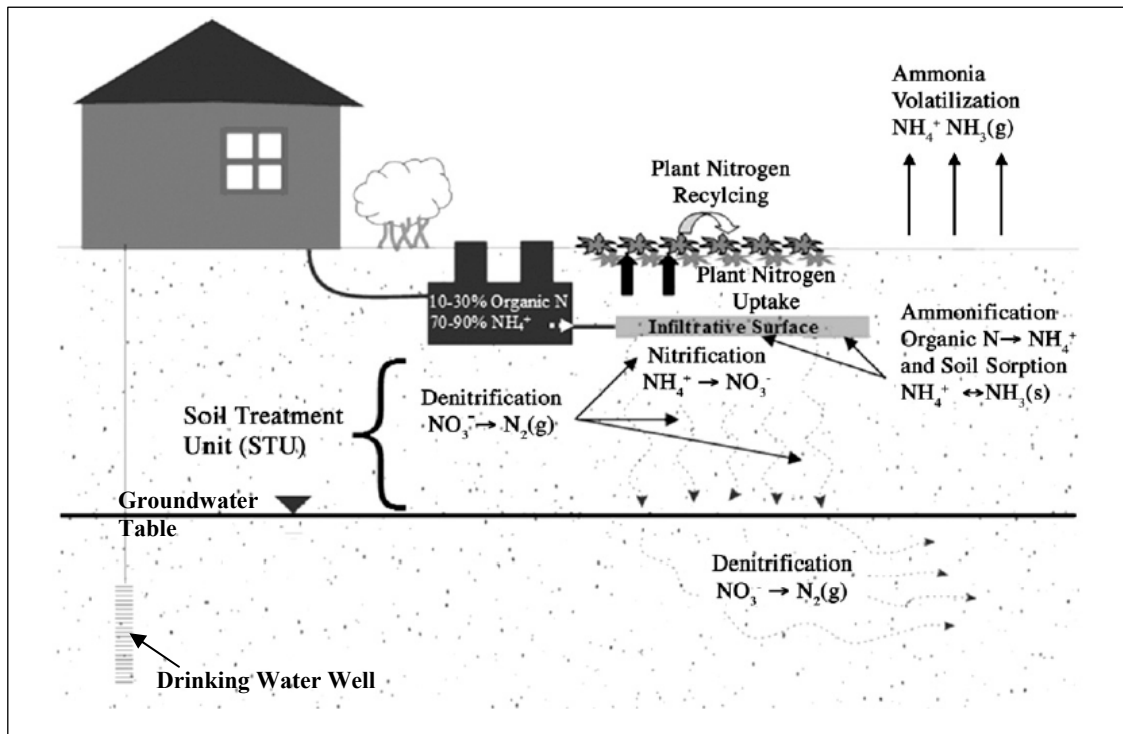 Ammonia
Volatilization
NH₄⁺ NH₃(g)
Plant Nitrogen
Recylcing
Plant Nitrogen
Uptake
10-30% Organic N
70-90% NH₄⁺
Infiltrative Surface
Ammonification
Organic N→ NH₄⁺
and Soil Sorption
NH₄⁺ ↔NH₃(s)
Nitrification
NH₄⁺ → NO₃⁻
Denitrification
NO₃⁻→ N₂(g)
Soil Treatment
Unit (STU)
Groundwater
Table
Denitrification
NO₃⁻ → N₂(g)
Drinking Water Well